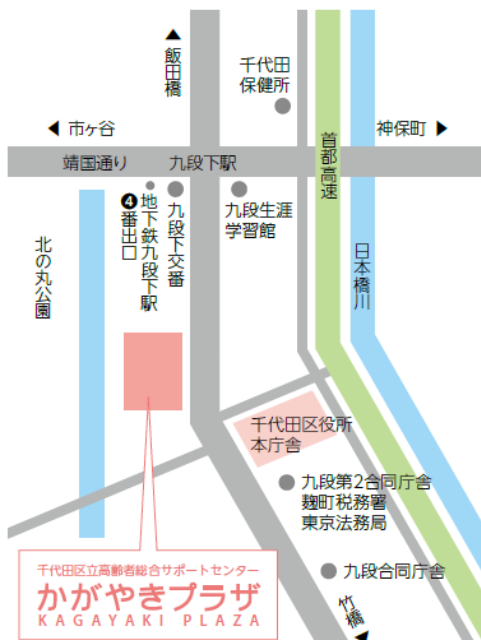 ▲
飯田橋
千代田
保健所
◀ 市ヶ谷
神保町 ▶
首都高速
靖国通り
九段下駅
❹番出口
地下鉄九段下駅
九段下交番
九段生涯
学習館
北の丸公園
日本橋川
千代田区役所
本庁舎
九段第2合同庁舎
麹町税務署
東京法務局
九段合同庁舎
竹橋
▼
千代田区立高齢者総合サポートセンター
かがやきプラザ
KAGAYAKI PLAZA